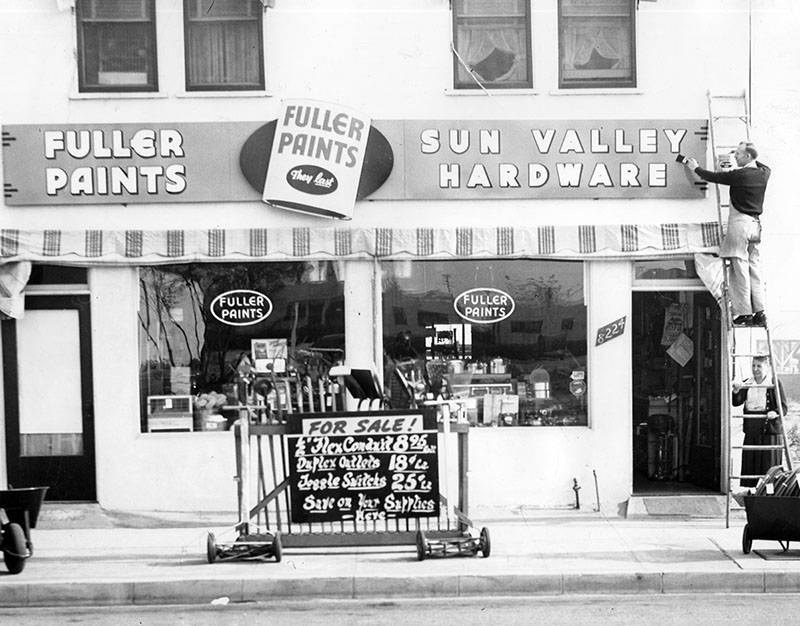 FULLER
PAINTS
FULLER
PAINTS
They last
SUN VALLEY
HARDWARE
FULLER
PAINTS
FULLER
PAINTS
8224
FOR SALE!
½" Flex Conduit 8.95
Duplex Outlets 18¢ Ea
Toggle Switchs 25¢ Ea
Save on Your Supplies
— Here —